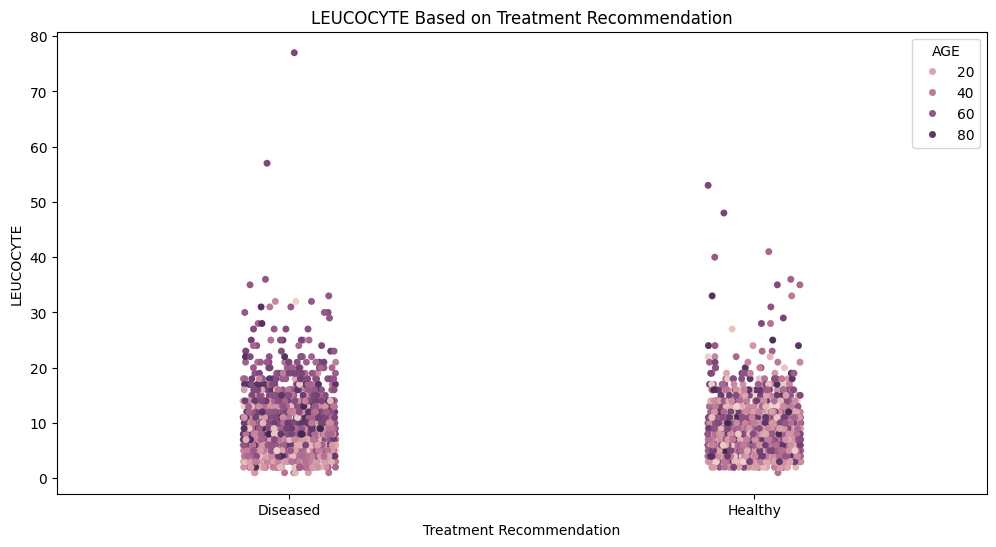 LEUCOCYTE Based on Treatment Recommendation
AGE
20
40
60
80
80
70
60
50
40
30
20
10
0
LEUCOCYTE
Diseased
Healthy
Treatment Recommendation